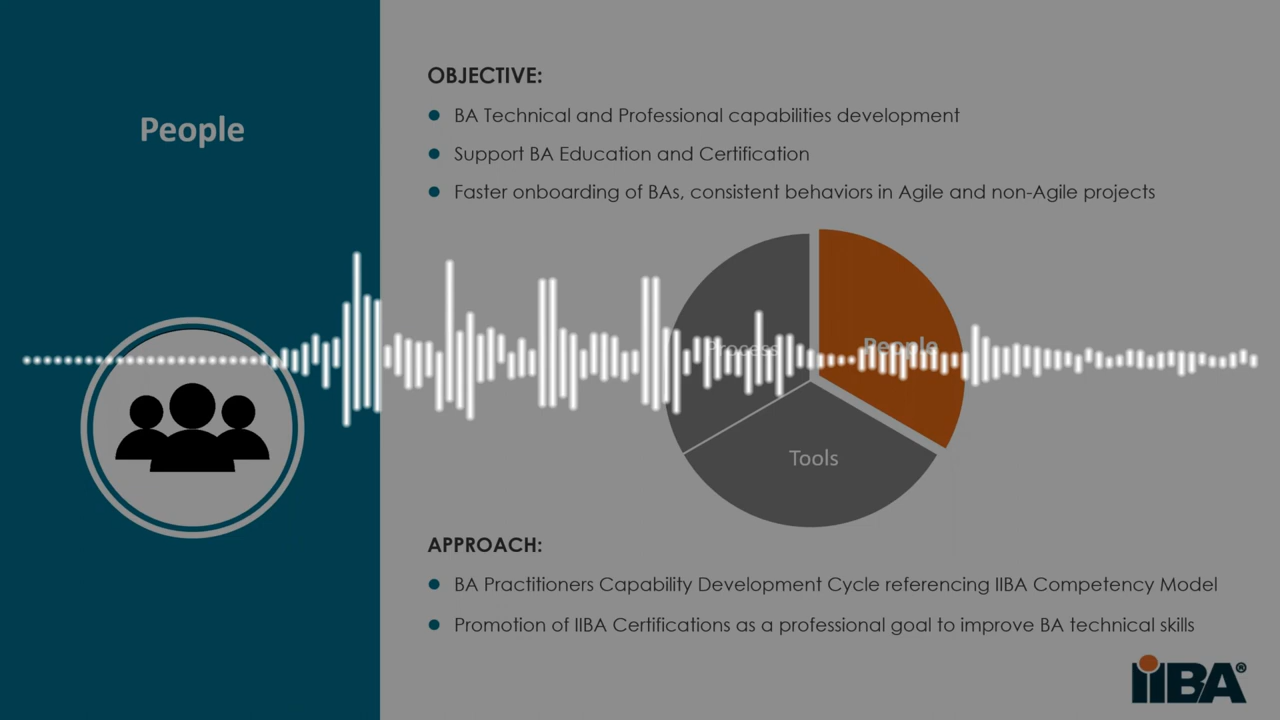 People
OBJECTIVE:
BA Technical and Professional capabilities development
Support BA Education and Certification
Faster onboarding of BAs, consistent behaviors in Agile and non-Agile projects
Process
People
Tools
APPROACH:
BA Practitioners Capability Development Cycle referencing IIBA Competency Model
Promotion of IIBA Certifications as a professional goal to improve BA technical skills
iiBA®